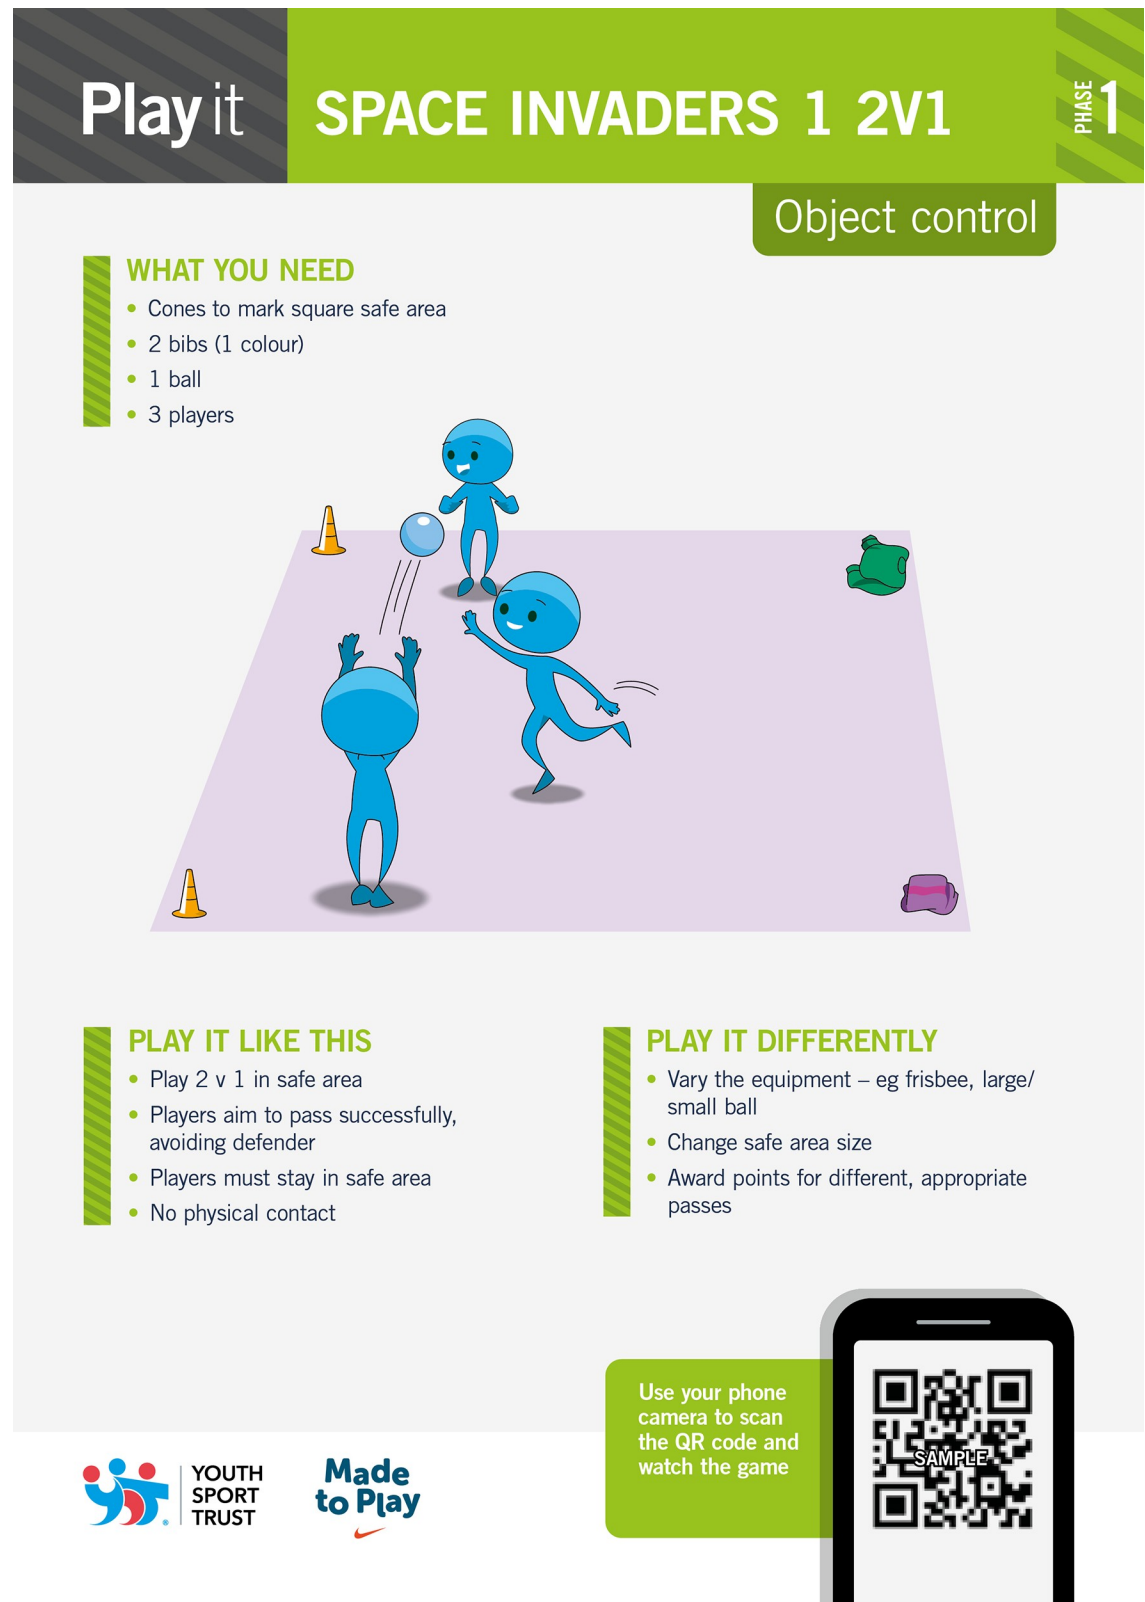 Play it
SPACE INVADERS 1 2V1
PHASE 1
Object control
WHAT YOU NEED
• Cones to mark square safe area
• 2 bibs (1 colour)
• 1 ball
• 3 players
PLAY IT LIKE THIS
• Play 2 v 1 in safe area
• Players aim to pass successfully,
avoiding defender
• Players must stay in safe area
• No physical contact
PLAY IT DIFFERENTLY
• Vary the equipment – eg frisbee, large/
small ball
• Change safe area size
• Award points for different, appropriate
passes
Use your phone
camera to scan
the QR code and
watch the game
SAMPLE
YOUTH
SPORT
TRUST
Made
to Play